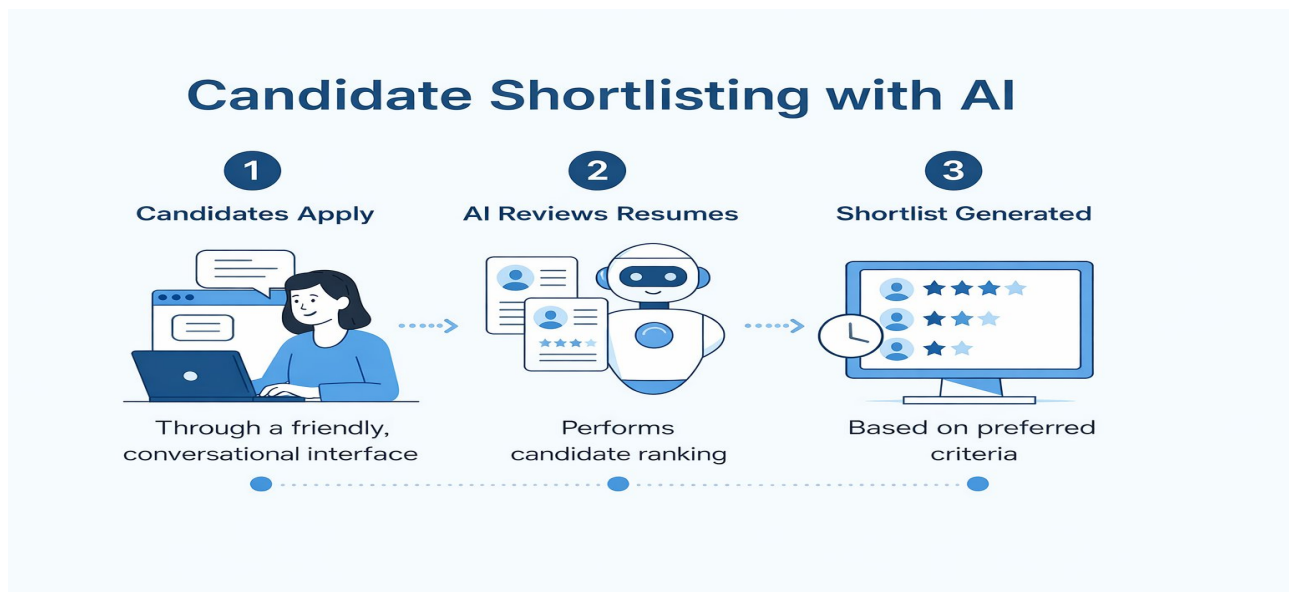 Candidate Shortlisting with AI
1
Candidates Apply
Through a friendly,
conversational interface
2
AI Reviews Resumes
Performs
candidate ranking
3
Shortlist Generated
Based on preferred
criteria